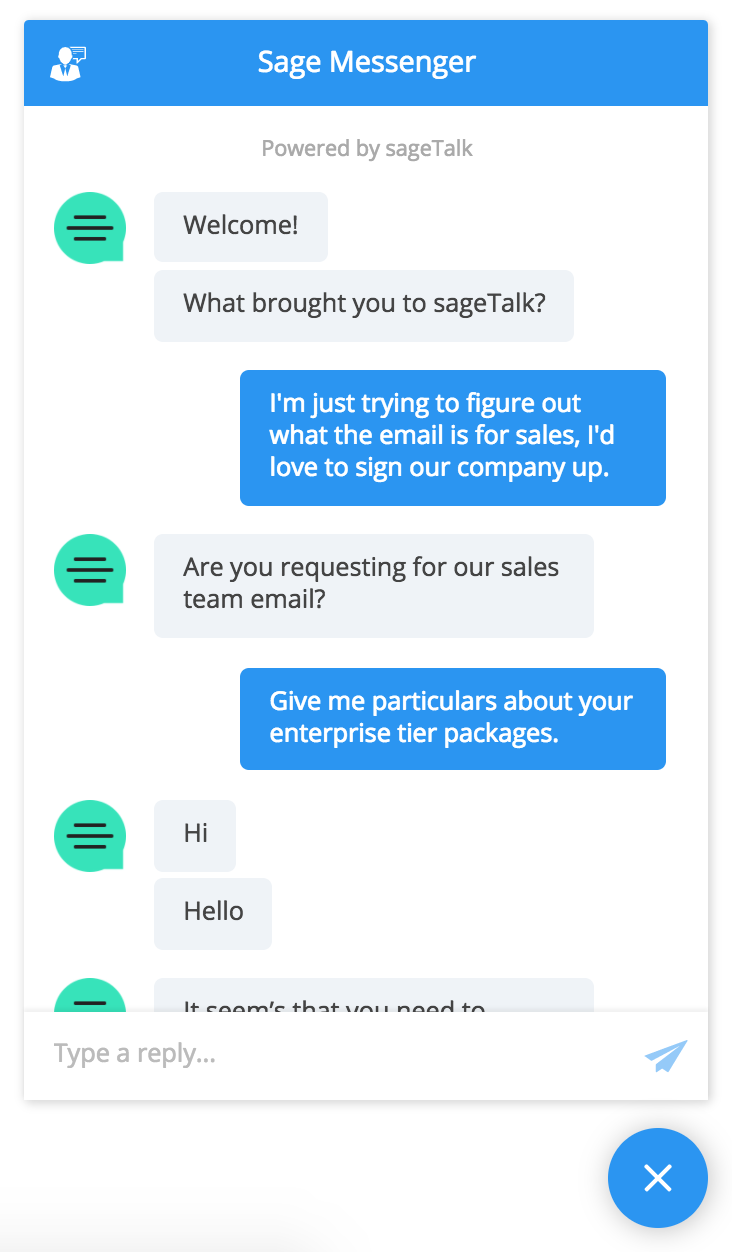 Sage Messenger
Powered by sageTalk
Welcome!
What brought you to sageTalk?
I'm just trying to figure out
what the email is for sales, I'd
love to sign our company up.
Are you requesting for our sales
team email?
Give me particulars about your
enterprise tier packages.
Hi
Hello
It seem’s that you need to
Type a reply...